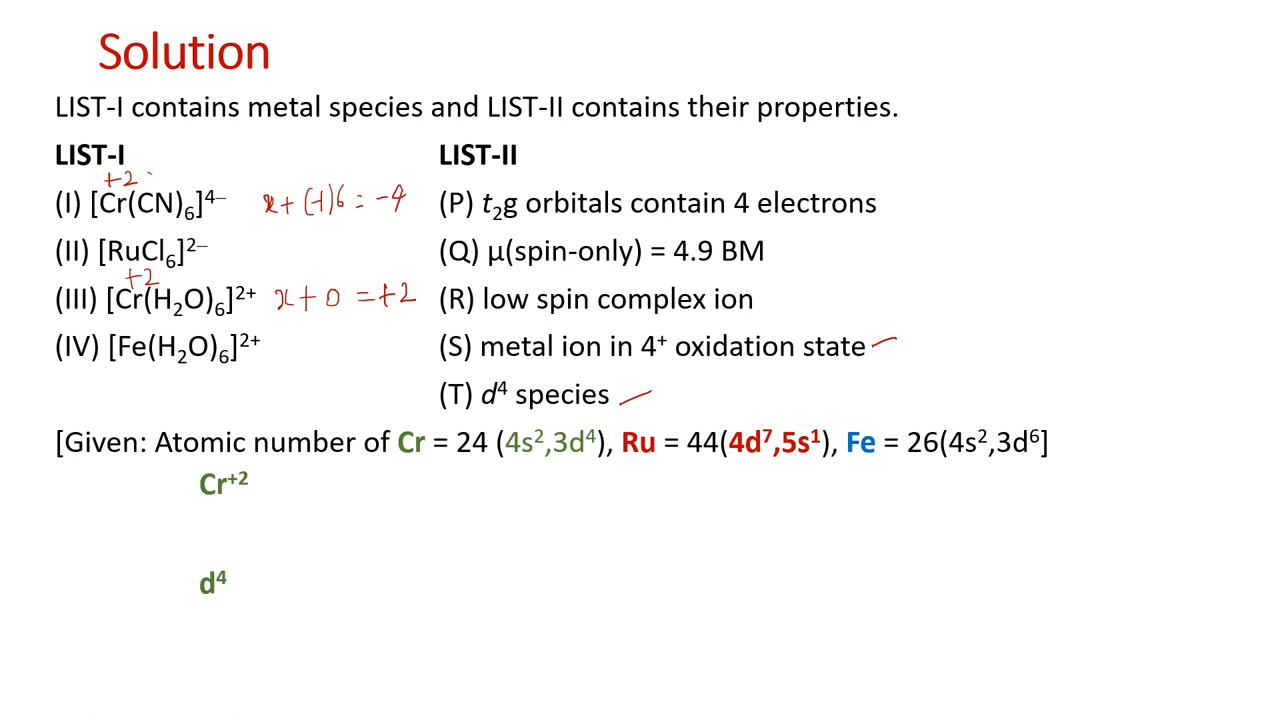 Solution
LIST-I contains metal species and LIST-II contains their properties.
LIST-I LIST-II
+2
(I) [Cr(CN)₆]⁴⁻ x + (-1)6 = -4 (P) t₂g orbitals contain 4 electrons
(II) [RuCl₆]²⁻ (Q) μ(spin-only) = 4.9 BM
+2
(III) [Cr(H₂O)₆]²⁺ x + 0 = +2 (R) low spin complex ion
(IV) [Fe(H₂O)₆]²⁺ (S) metal ion in 4⁺ oxidation state
(T) d⁴ species
[Given: Atomic number of Cr = 24 (4s²,3d⁴), Ru = 44(4d⁷,5s¹), Fe = 26(4s²,3d⁶]
Cr⁺²
d⁴